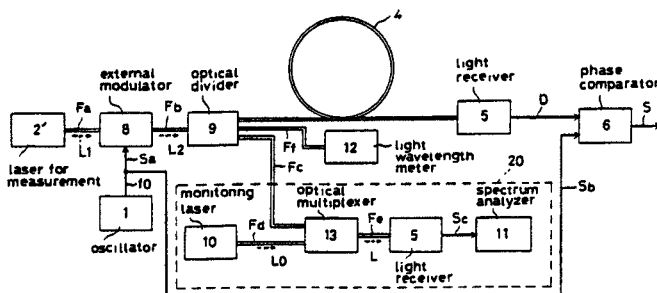 4
external
modulator
optical
divider
light
receiver
phase
comparator
Fa
Fb
D
S
2'
8
9
5
6
L1
L2
Ff
12
laser for
measurement
Sa
f0
Fc
light
wavelength
meter
20
Sb
1
oscillator
monitoring
laser
optical
multiplexer
spectrum
analyzer
Fd
Fe
Sc
10
13
5
11
L0
L
light
receiver